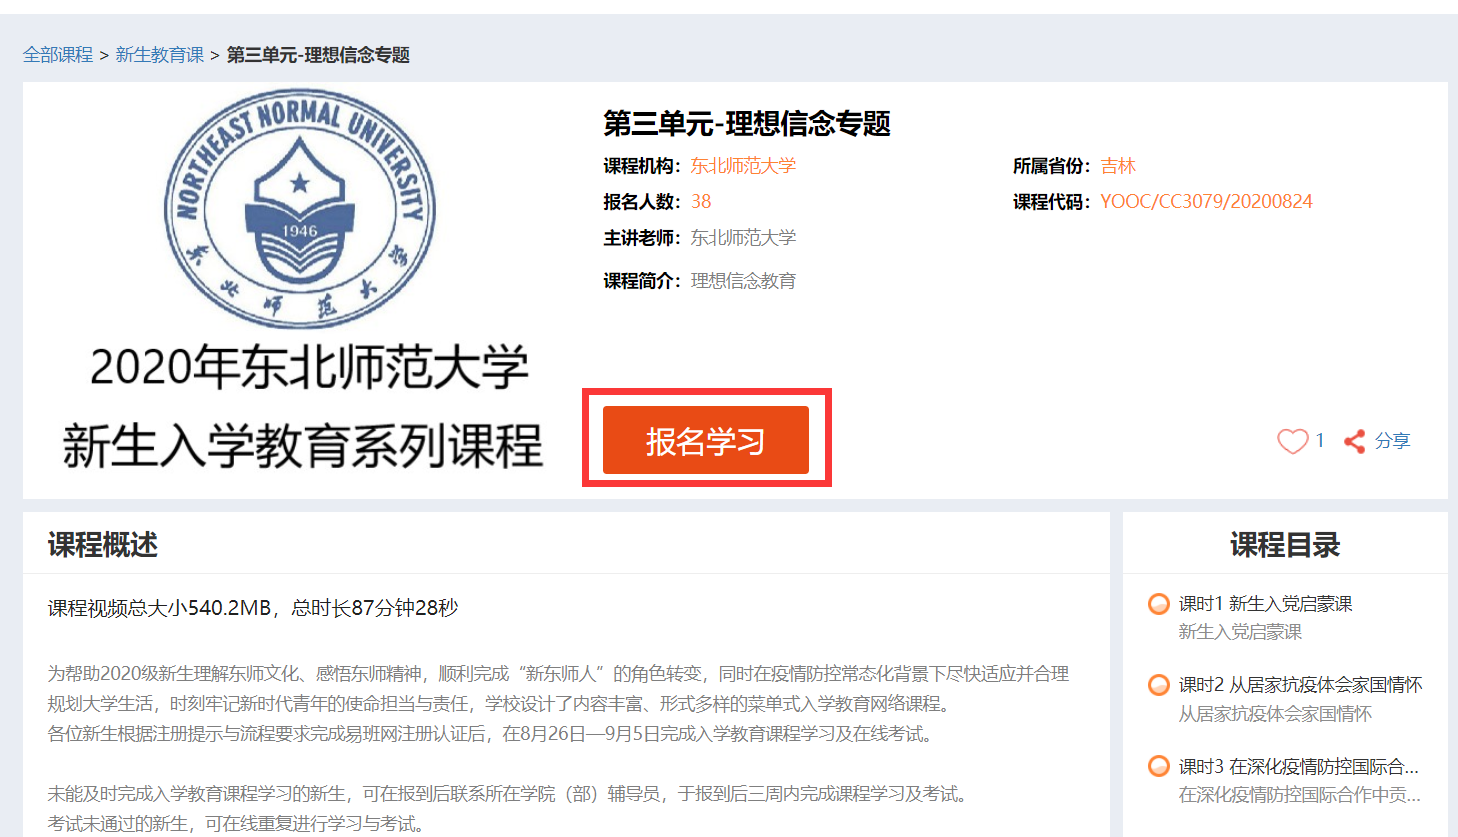 全部课程 > 新生教育课 > 第三单元-理想信念专题
NORTHEAST NORMAL UNIVERSITY
1946
东北师范大学
2020年东北师范大学
新生入学教育系列课程
第三单元-理想信念专题
课程机构：东北师范大学
所属省份：吉林
报名人数：38
课程代码：YOOC/CC3079/20200824
主讲老师：东北师范大学
课程简介：理想信念教育
报名学习
1
分享
课程概述
课程视频总大小540.2MB，总时长87分钟28秒
为帮助2020级新生理解东师文化、感悟东师精神，顺利完成“新东师人”的角色转变，同时在疫情防控常态化背景下尽快适应并合理
规划大学生活，时刻牢记新时代青年的使命担当与责任，学校设计了内容丰富、形式多样的菜单式入学教育网络课程。
各位新生根据注册提示与流程要求完成易班网注册认证后，在8月26日—9月5日完成入学教育课程学习及在线考试。
未能及时完成入学教育课程学习的新生，可在报到后联系所在学院（部）辅导员，于报到后三周内完成课程学习及考试。
考试未通过的新生，可在线重复进行学习与考试。
课程目录
课时1 新生入党启蒙课
新生入党启蒙课
课时2 从居家抗疫体会家国情怀
从居家抗疫体会家国情怀
课时3 在深化疫情防控国际合...
在深化疫情防控国际合作中贡...